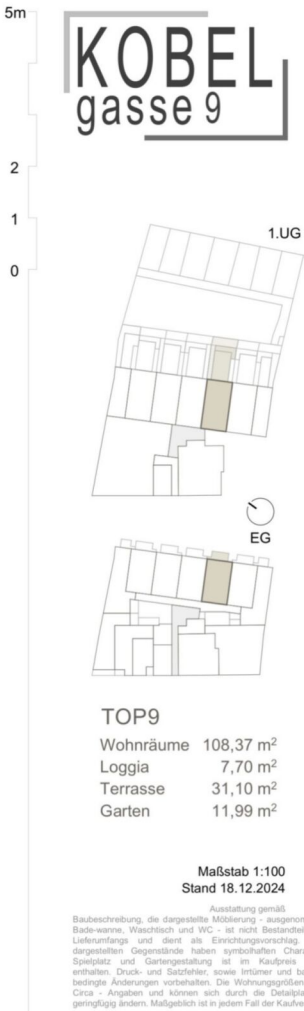 5m
KOBEL
gasse 9
2
1
0
1.UG
EG
TOP9
Wohnräume 108,37 m²
Loggia 7,70 m²
Terrasse 31,10 m²
Garten 11,99 m²
Maßstab 1:100
Stand 18.12.2024
Ausstattung gemäß
Baubeschreibung, die dargestellte Möblierung - ausgenom
Bade-wanne, Waschtisch und WC - ist nicht Bestandtei
Lieferumfangs und dient als Einrichtungsvorschlag.
dargestellten Gegenstände haben symbolhaften Chara
Spielplatz und Gartengestaltung ist im Kaufpreis
enthalten. Druck- und Satzfehler, sowie Irrtümer und ba
bedingte Änderungen vorbehalten. Die Wohnungsgrößen
Circa - Angaben und können sich durch die Detailpla
geringfügig ändern. Maßgeblich ist in jedem Fall der Kaufve